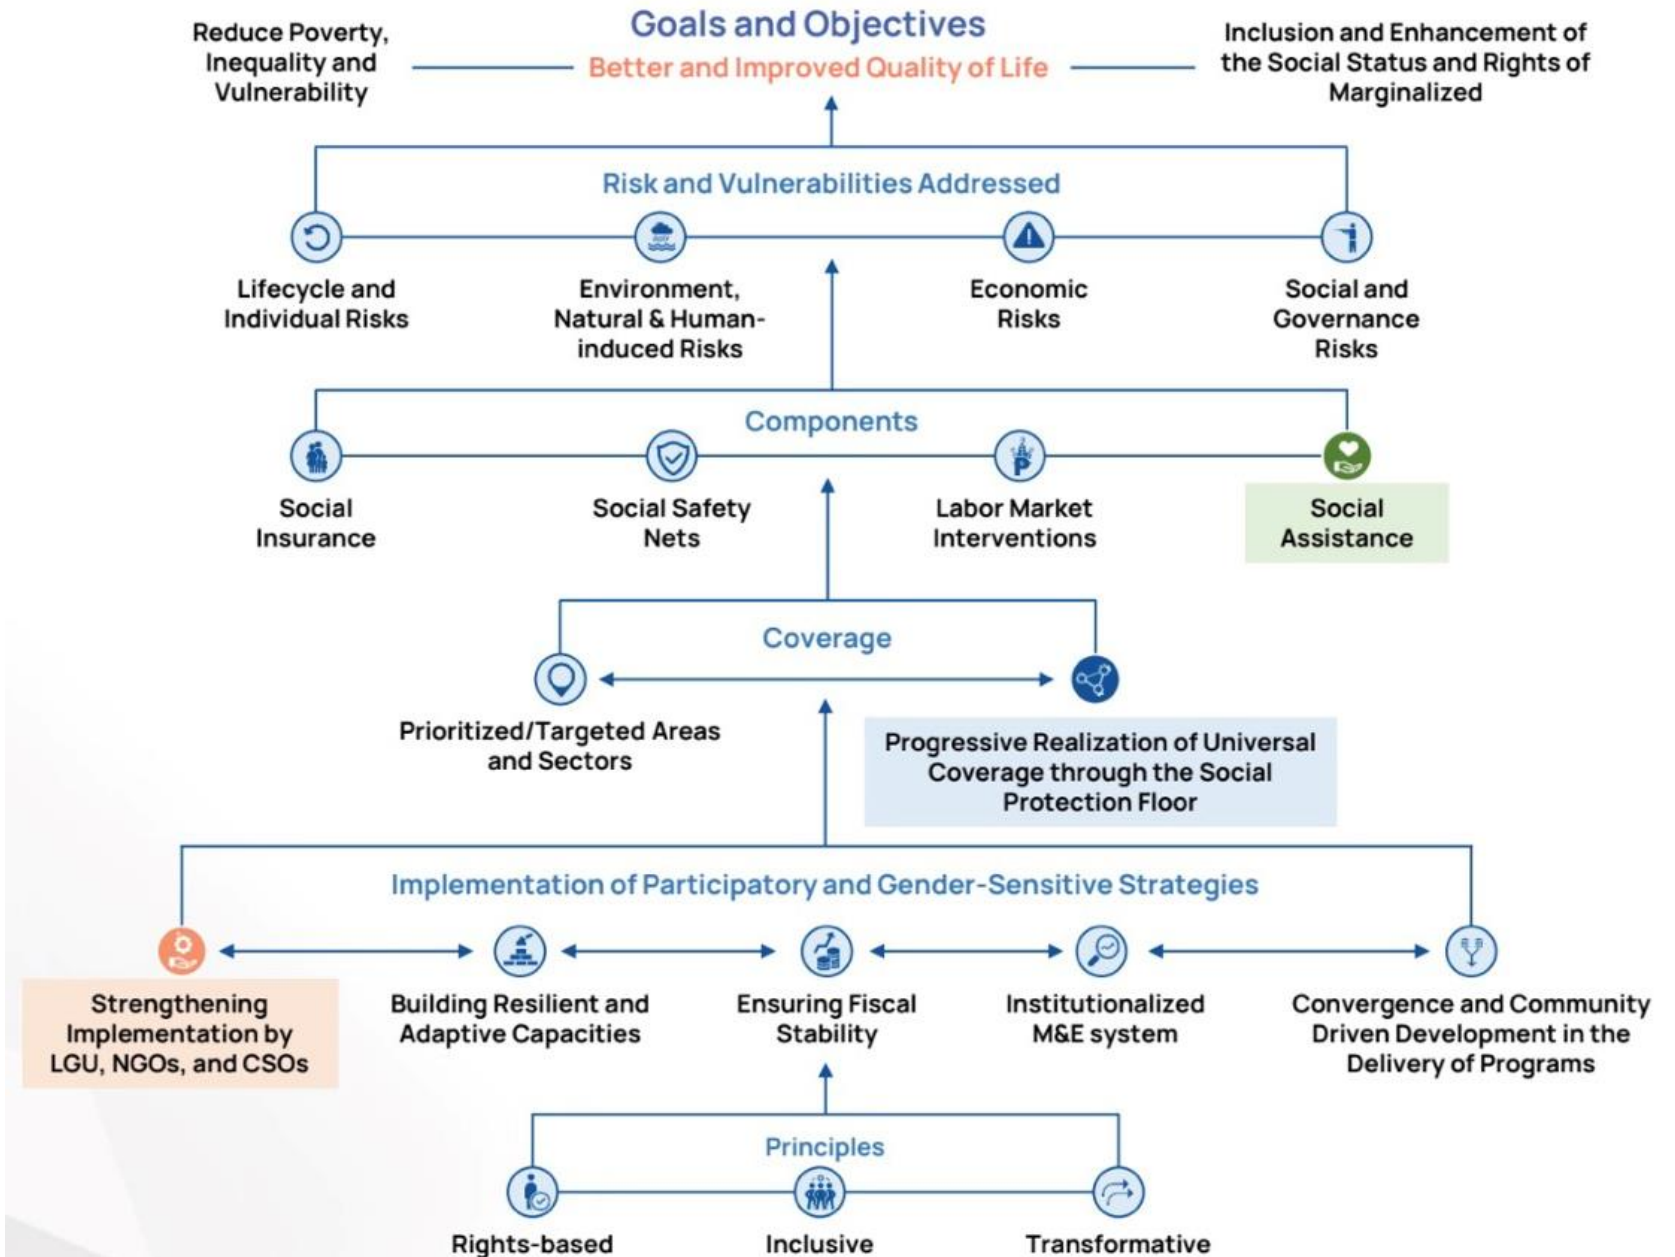 Goals and Objectives
Reduce Poverty,
Inequality and
Vulnerability
Better and Improved Quality of Life
Inclusion and Enhancement of
the Social Status and Rights of
Marginalized
Risk and Vulnerabilities Addressed
Lifecycle and
Individual Risks
Environment,
Natural & Human-
induced Risks
Economic
Risks
Social and
Governance
Risks
Components
Social
Insurance
Social Safety
Nets
Labor Market
Interventions
Social
Assistance
Coverage
Prioritized/Targeted Areas
and Sectors
Progressive Realization of Universal
Coverage through the Social
Protection Floor
Implementation of Participatory and Gender-Sensitive Strategies
Strengthening
Implementation by
LGU, NGOs, and CSOs
Building Resilient and
Adaptive Capacities
Ensuring Fiscal
Stability
Institutionalized
M&E system
Convergence and Community
Driven Development in the
Delivery of Programs
Principles
Rights-based
Inclusive
Transformative